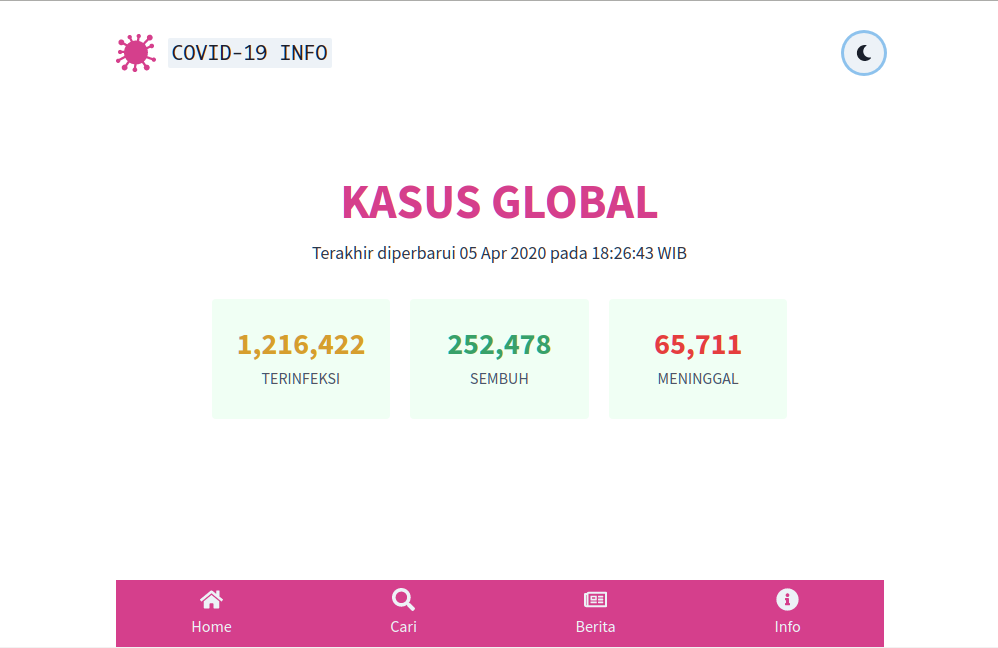 COVID-19 INFO
KASUS GLOBAL
Terakhir diperbarui 05 Apr 2020 pada 18:26:43 WIB
1,216,422 252,478 65,711
TERINFEKSI SEMBUH MENINGGAL
Home Cari Berita Info